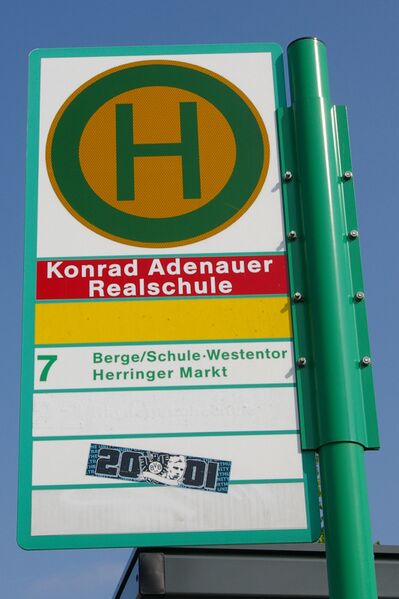 H
Konrad Adenauer
Realschule
7 Berge/Schule·Westentor
Herringer Markt
20 01